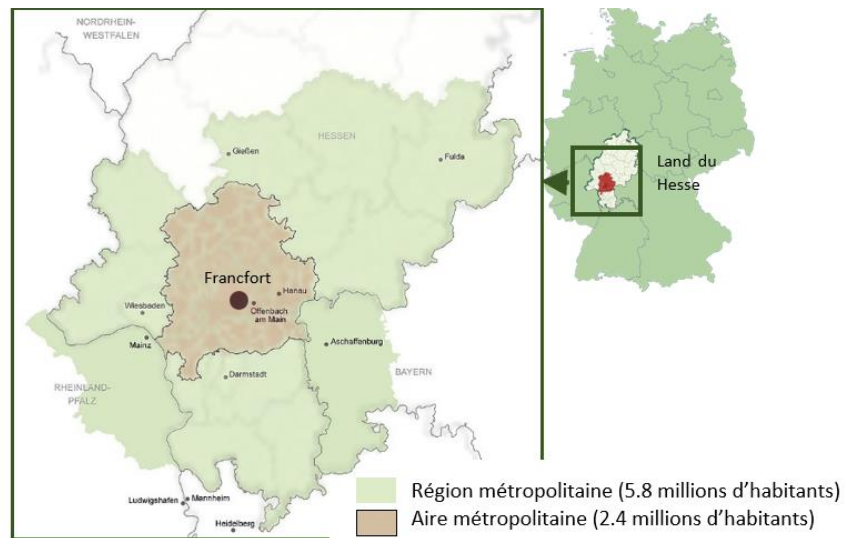 NORDRHEIN-
WESTFALEN
HESSEN
Gießen
Fulda
Land du
Hesse
Francfort
Hanau
Offenbach
am Main
Wiesbaden
Mainz
Aschaffenburg
Darmstadt
BAYERN
RHEINLAND-
PFALZ
Ludwigshafen
Mannheim
Heidelberg
Région métropolitaine (5.8 millions d’habitants)
Aire métropolitaine (2.4 millions d’habitants)